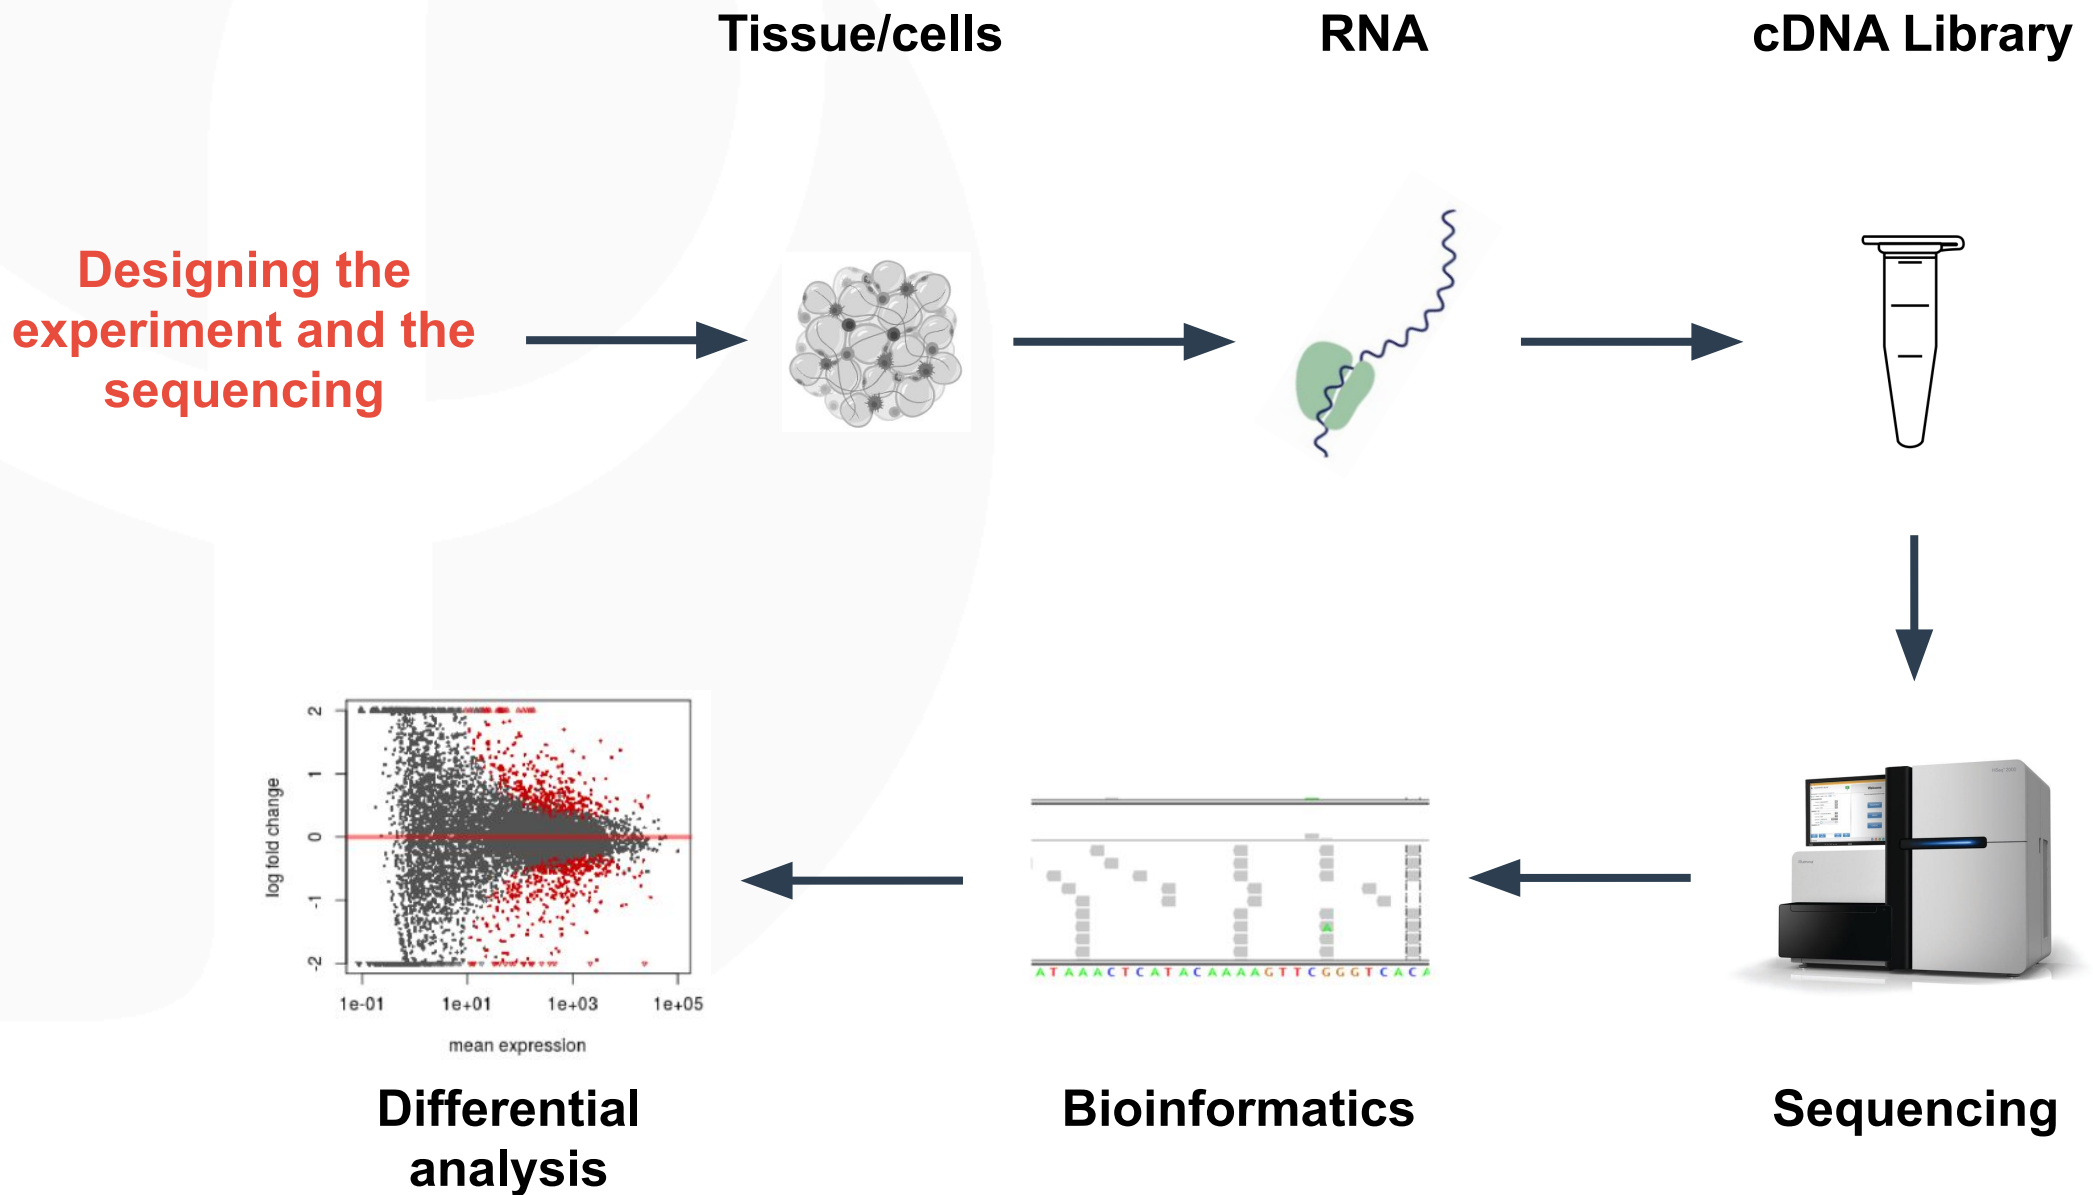 Tissue/cells
RNA
cDNA Library
Designing the
experiment and the
sequencing
2
1
0
-1
-2
log fold change
1e-01
1e+01
1e+03
1e+05
mean expression
ATAAACTCATACAAAAGTTCGGGTCACA
Differential
analysis
Bioinformatics
Sequencing